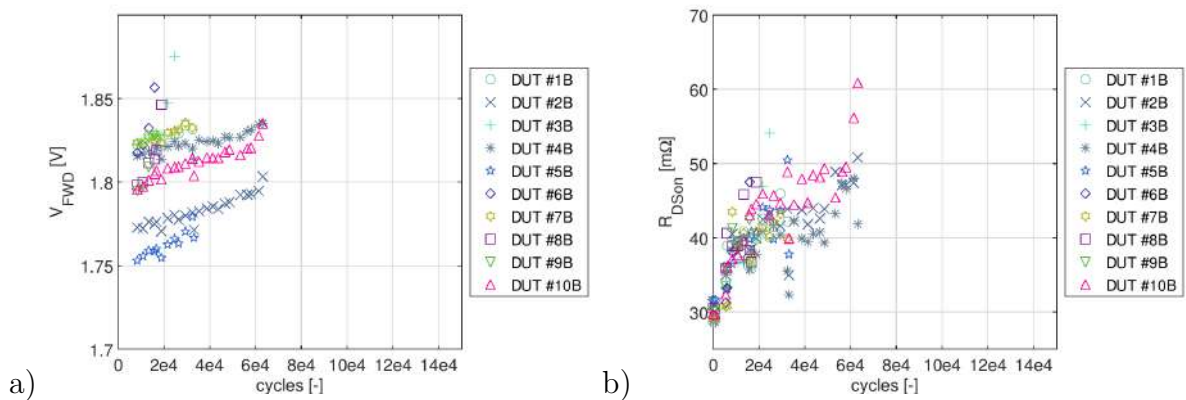 a)
V_FWD [V]
1.85
1.8
1.75
1.7
0 2e4 4e4 6e4 8e4 10e4 12e4 14e4
cycles [-]
DUT #1B
DUT #2B
DUT #3B
DUT #4B
DUT #5B
DUT #6B
DUT #7B
DUT #8B
DUT #9B
DUT #10B
b)
R_DSon [mΩ]
70
60
50
40
30
0 2e4 4e4 6e4 8e4 10e4 12e4 14e4
cycles [-]
DUT #1B
DUT #2B
DUT #3B
DUT #4B
DUT #5B
DUT #6B
DUT #7B
DUT #8B
DUT #9B
DUT #10B